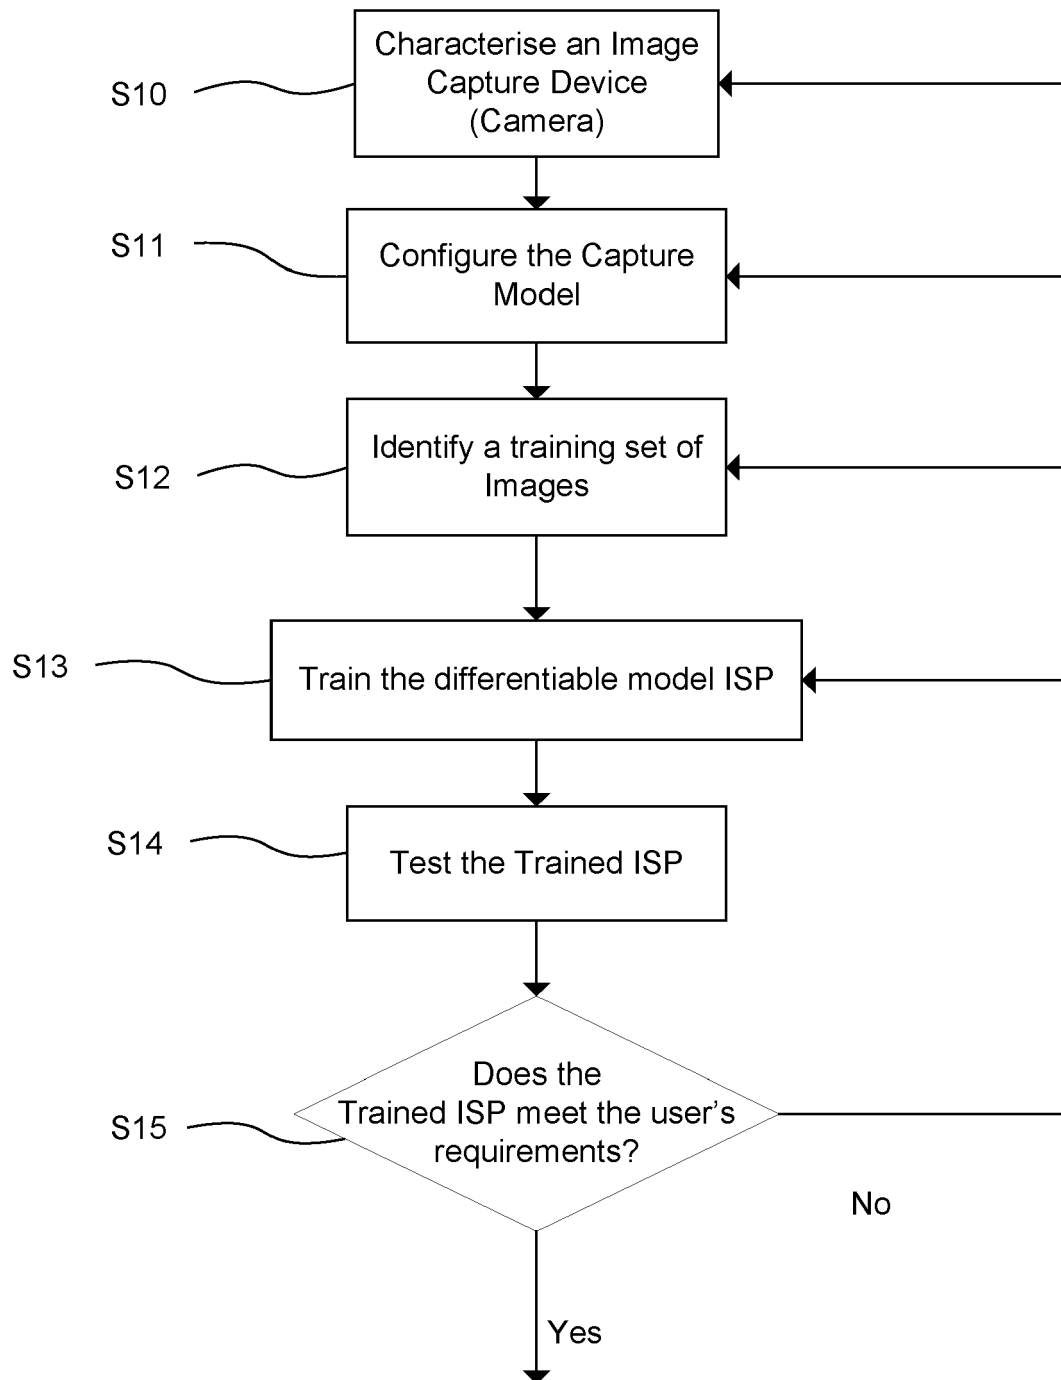 S10
Characterise an Image
Capture Device
(Camera)
S11
Configure the Capture
Model
S12
Identify a training set of
Images
S13
Train the differentiable model ISP
S14
Test the Trained ISP
S15
Does the
Trained ISP meet the user’s
requirements?
No
Yes